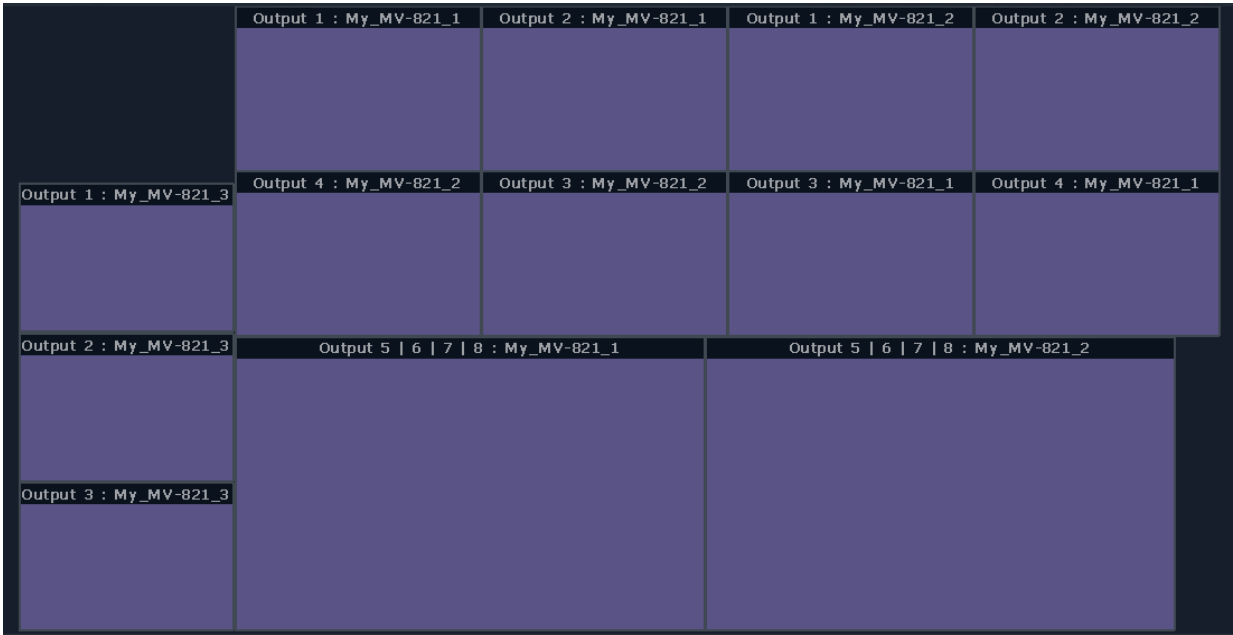 Output 1 : My_MV-821_1
Output 2 : My_MV-821_1
Output 1 : My_MV-821_2
Output 2 : My_MV-821_2
Output 4 : My_MV-821_2
Output 3 : My_MV-821_2
Output 3 : My_MV-821_1
Output 4 : My_MV-821_1
Output 1 : My_MV-821_3
Output 2 : My_MV-821_3
Output 5 | 6 | 7 | 8 : My_MV-821_1
Output 5 | 6 | 7 | 8 : My_MV-821_2
Output 3 : My_MV-821_3